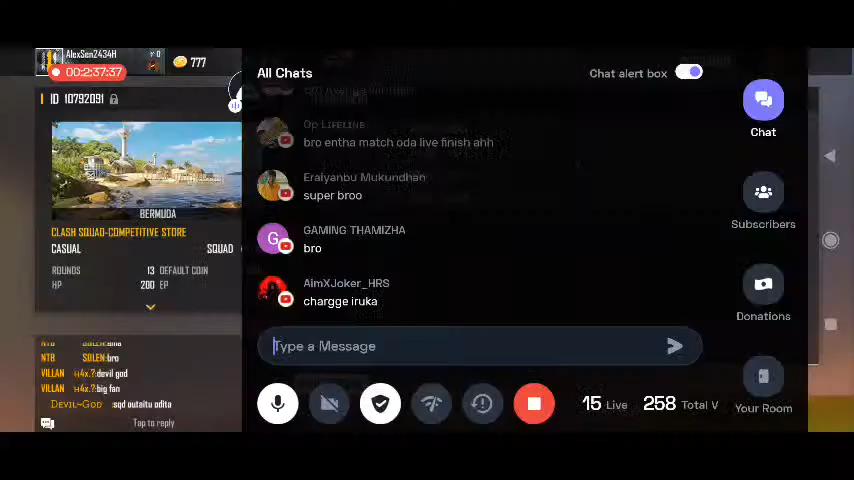 AlexSen2434H
777
00:2:37:37
ID 10792091
BERMUDA
CLASH SQUAD-COMPETITIVE STORE
CASUAL SQUAD
ROUNDS 13 DEFAULT COIN
HP 200 EP
NTB SOLEN:bro
VILLAN H4x.?:devil god
VILLAN H4x.?:big fan
Devil-God :sqd outaitu odita
Tap to reply
All Chats
Chat alert box
Op Lifeline
bro entha match oda live finish ahh
Eraiyanbu Mukundhan
super broo
G
GAMING THAMIZHA
bro
AimXJoker_HRS
chargge iruka
Type a Message
15 Live 258 Total V
Chat
Subscribers
Donations
Your Room